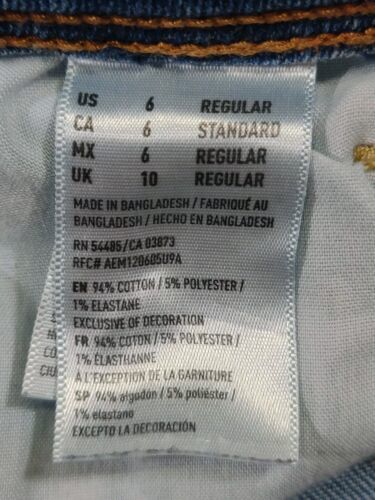 US 6 REGULAR
CA 6 STANDARD
MX 6 REGULAR
UK 10 REGULAR
MADE IN BANGLADESH / FABRIQUÉ AU
BANGLADESH / HECHO EN BANGLADESH
RN 54485/CA 03873
RFC# AEM120605U9A
EN 94% COTTON / 5% POLYESTER /
1% ELASTANE
EXCLUSIVE OF DECORATION
FR 94% COTON / 5% POLYESTER /
1% ÉLASTHANNE
À L'EXCEPTION DE LA GARNITURE
SP 94% algodón / 5% poliéster /
1% elastano
EXCEPTO LA DECORACIÓN